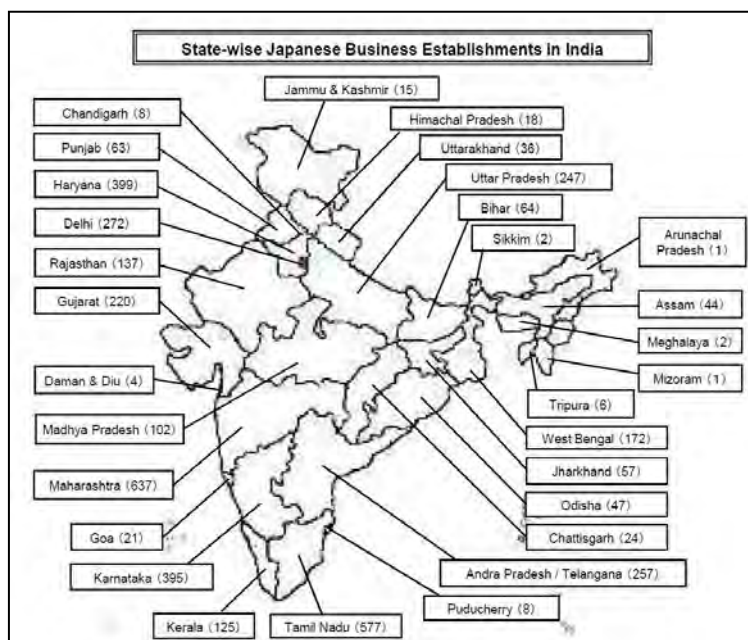 State-wise Japanese Business Establishments in India
Jammu & Kashmir (15)
Chandigarh (8)
Himachal Pradesh (18)
Punjab (63)
Uttarakhand (36)
Haryana (399)
Uttar Pradesh (247)
Delhi (272)
Bihar (64)
Sikkim (2)
Arunachal
Pradesh (1)
Rajasthan (137)
Gujarat (220)
Assam (44)
Meghalaya (2)
Daman & Diu (4)
Mizoram (1)
Tripura (6)
Madhya Pradesh (102)
West Bengal (172)
Jharkhand (57)
Maharashtra (637)
Odisha (47)
Goa (21)
Chattisgarh (24)
Karnataka (395)
Andra Pradesh / Telangana (257)
Puducherry (8)
Kerala (125)
Tamil Nadu (577)